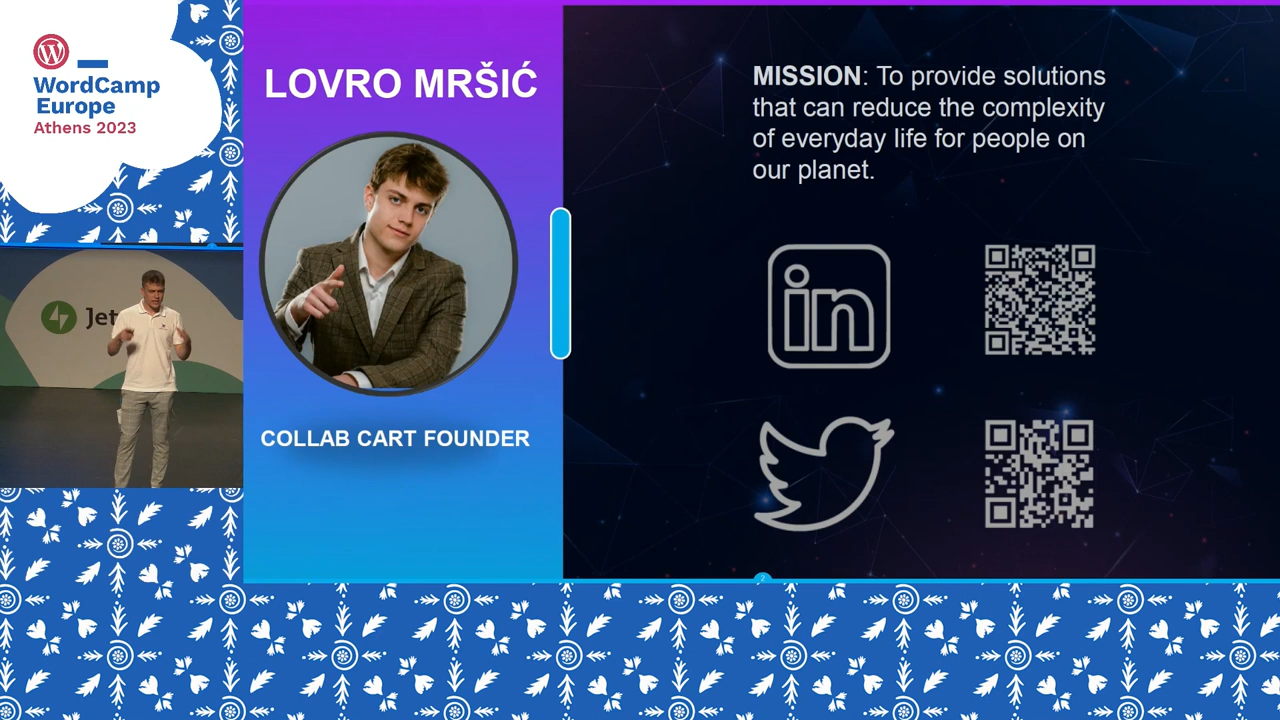 WordCamp
Europe
Athens 2023
Jet
LOVRO MRŠIĆ
COLLAB CART FOUNDER
MISSION: To provide solutions
that can reduce the complexity
of everyday life for people on
our planet.
in
2